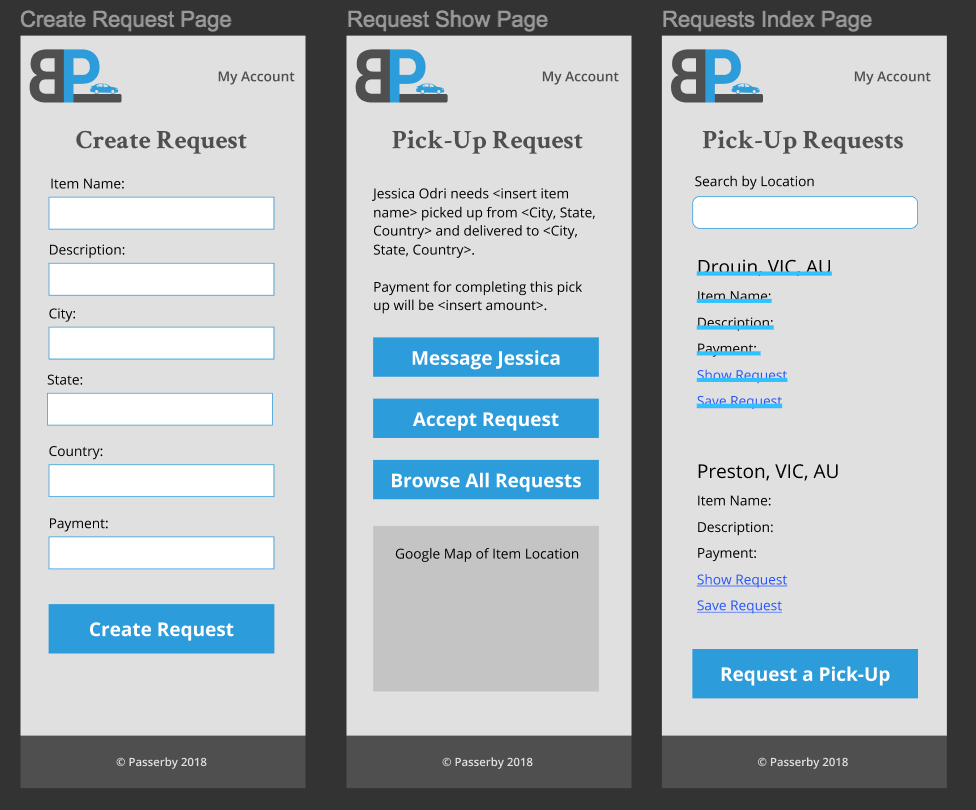 Create Request Page
BP
My Account
Create Request
Item Name:
Description:
City:
State:
Country:
Payment:
Create Request
© Passerby 2018
Request Show Page
BP
My Account
Pick-Up Request
Jessica Odri needs <insert item
name> picked up from <City, State,
Country> and delivered to <City,
State, Country>.
Payment for completing this pick
up will be <insert amount>.
Message Jessica
Accept Request
Browse All Requests
Google Map of Item Location
© Passerby 2018
Requests Index Page
BP
My Account
Pick-Up Requests
Search by Location
Drouin, VIC, AU
Item Name:
Description:
Payment:
Show Request
Save Request
Preston, VIC, AU
Item Name:
Description:
Payment:
Show Request
Save Request
Request a Pick-Up
© Passerby 2018